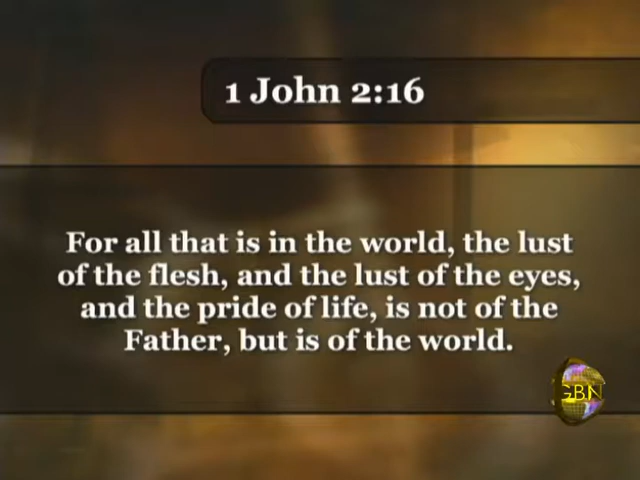 1 John 2:16
For all that is in the world, the lust
of the flesh, and the lust of the eyes,
and the pride of life, is not of the
Father, but is of the world.
GBN